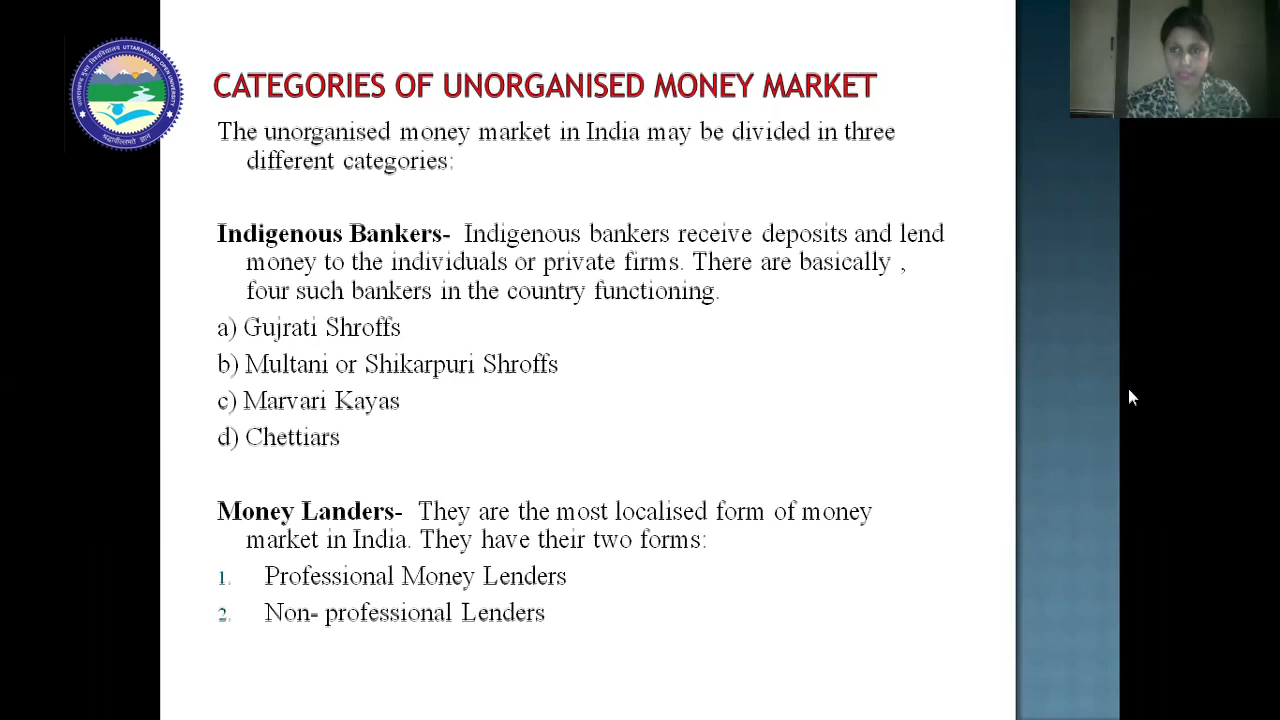 UTTARAKHAND OPEN UNIVERSITY
CATEGORIES OF UNORGANISED MONEY MARKET
The unorganised money market in India may be divided in three
different categories:
Indigenous Bankers- Indigenous bankers receive deposits and lend
money to the individuals or private firms. There are basically ,
four such bankers in the country functioning.
a) Gujrati Shroffs
b) Multani or Shikarpuri Shroffs
c) Marvari Kayas
d) Chettiars
Money Landers- They are the most localised form of money
market in India. They have their two forms:
1. Professional Money Lenders
2. Non- professional Lenders